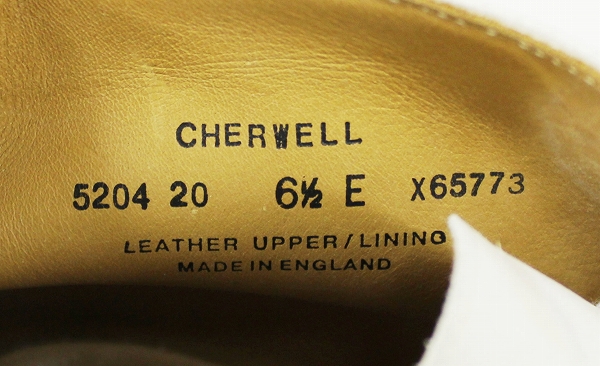 CHERWELL
5204 20 6½ E X65773
LEATHER UPPER/LINING
MADE IN ENGLAND